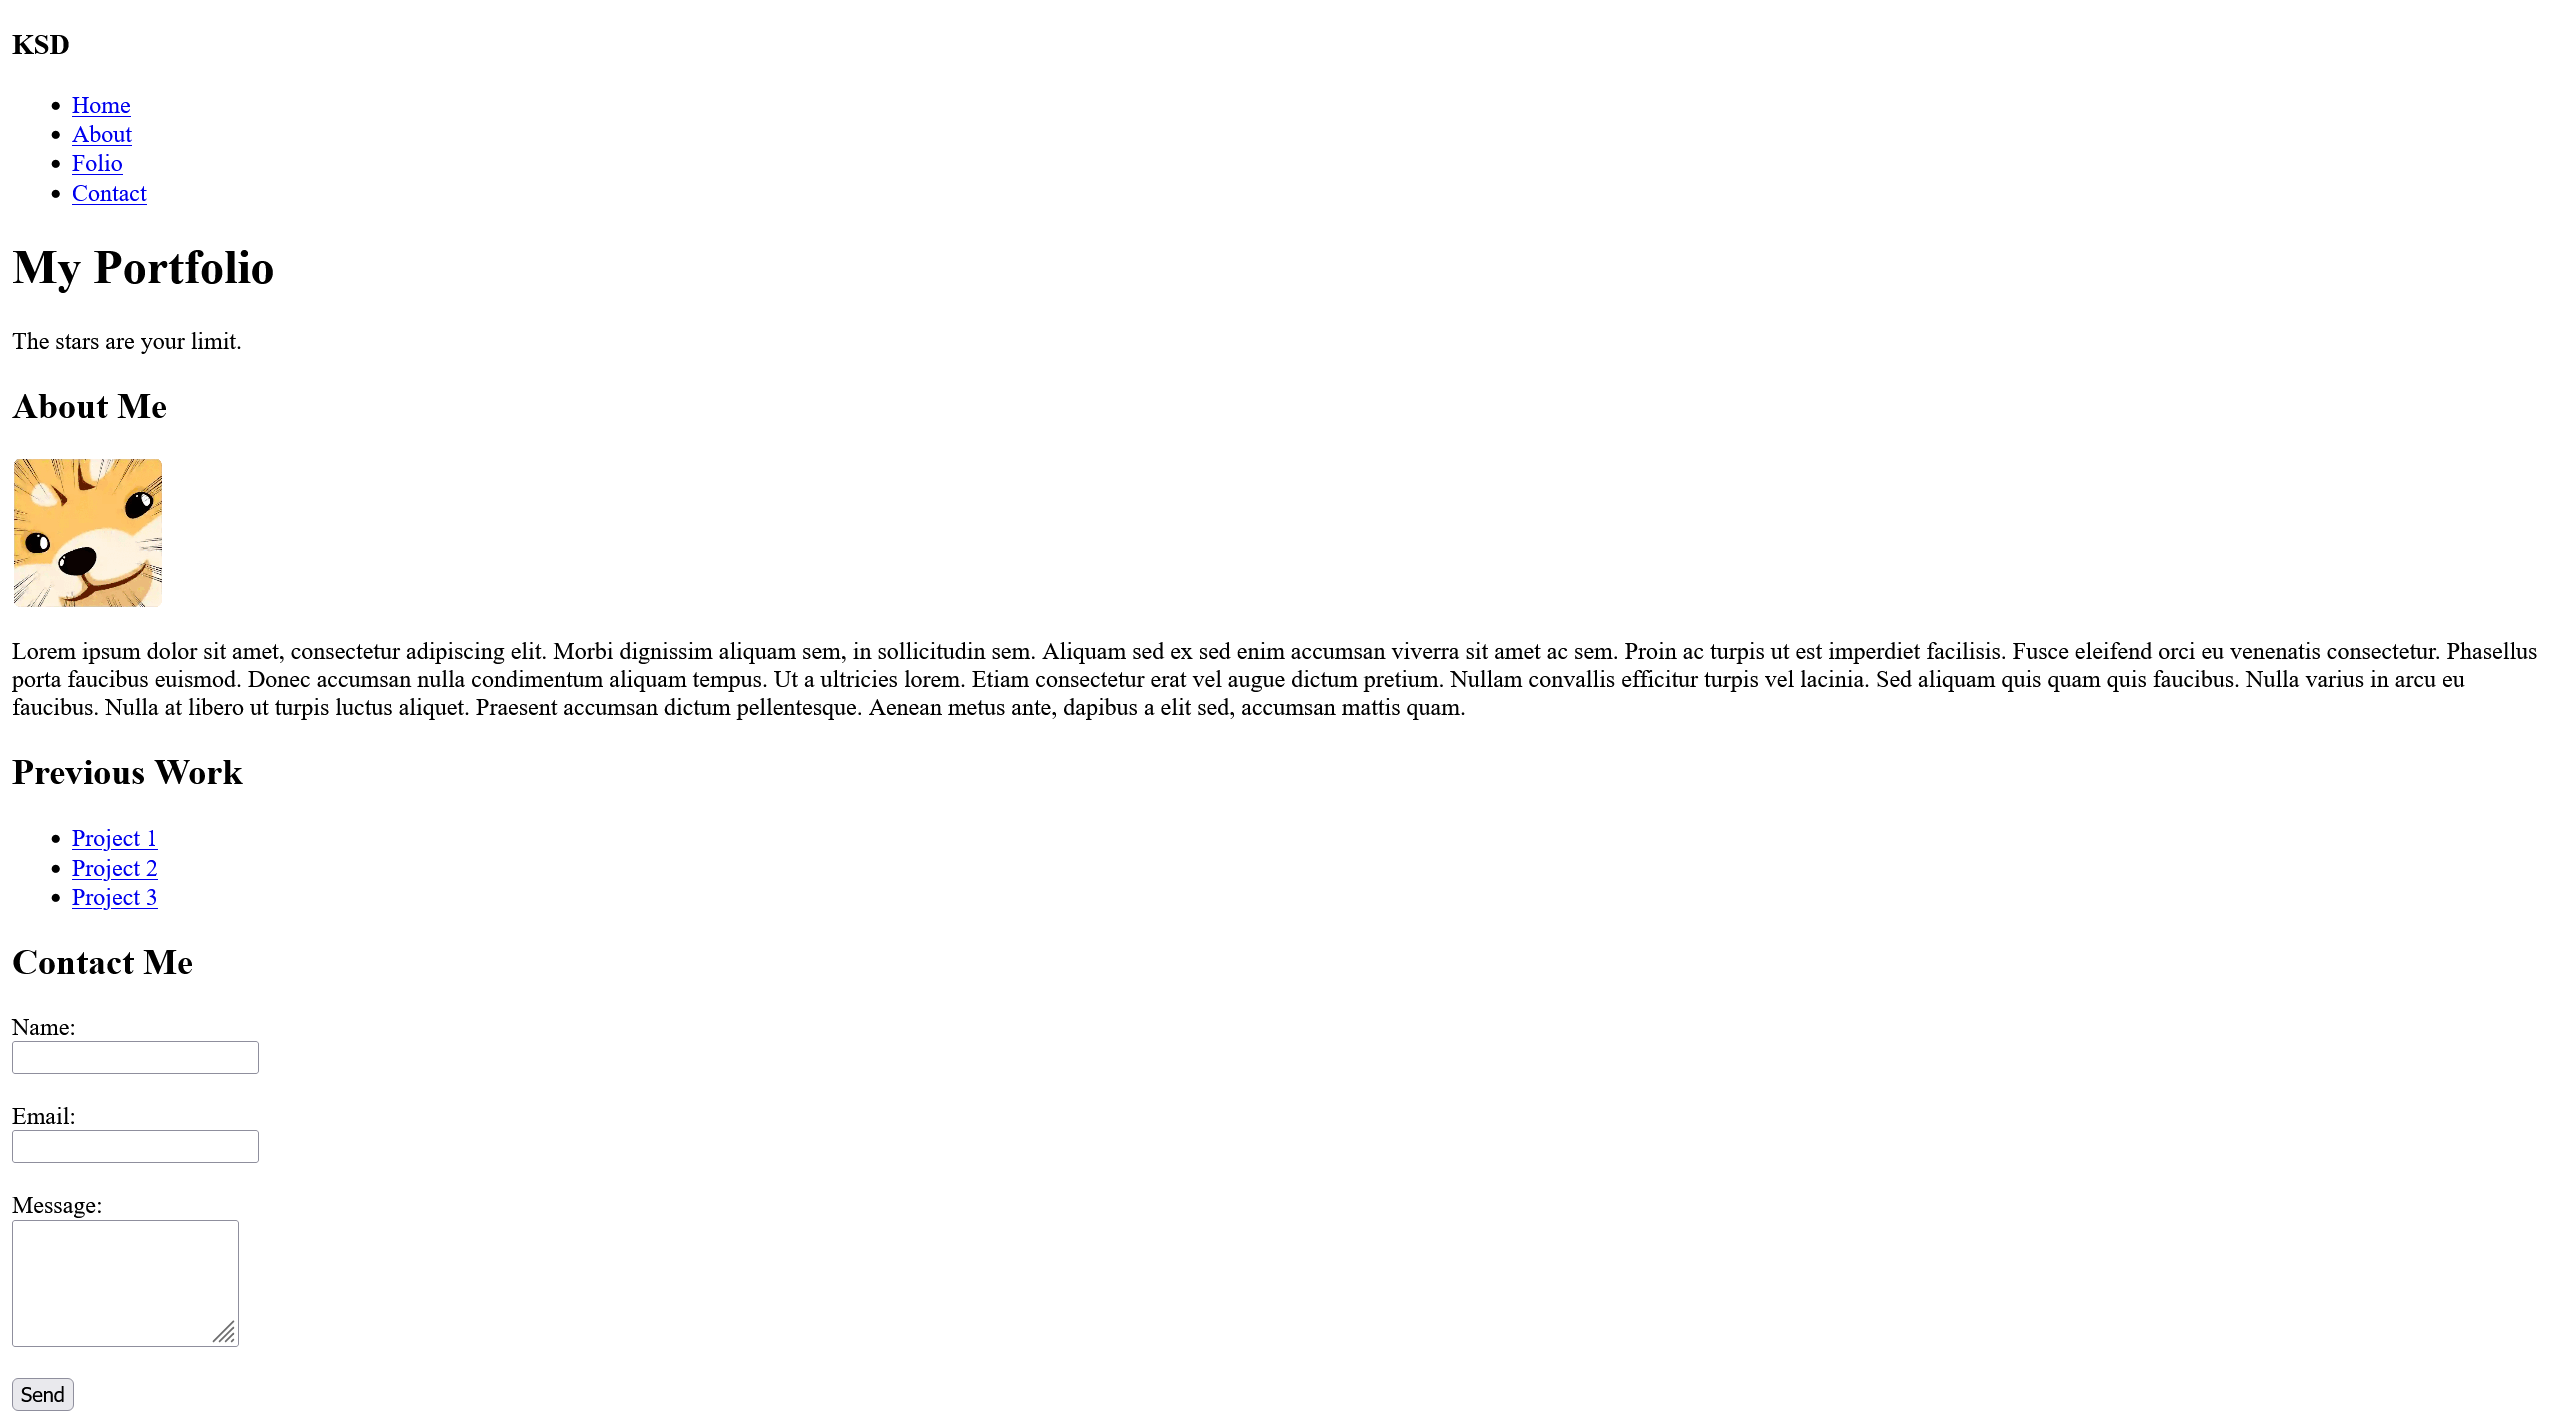 KSD
Home
About
Folio
Contact
My Portfolio
The stars are your limit.
About Me
Lorem ipsum dolor sit amet, consectetur adipiscing elit. Morbi dignissim aliquam sem, in sollicitudin sem. Aliquam sed ex sed enim accumsan viverra sit amet ac sem. Proin ac turpis ut est imperdiet facilisis. Fusce eleifend orci eu venenatis consectetur. Phasellus
porta faucibus euismod. Donec accumsan nulla condimentum aliquam tempus. Ut a ultricies lorem. Etiam consectetur erat vel augue dictum pretium. Nullam convallis efficitur turpis vel lacinia. Sed aliquam quis quam quis faucibus. Nulla varius in arcu eu
faucibus. Nulla at libero ut turpis luctus aliquet. Praesent accumsan dictum pellentesque. Aenean metus ante, dapibus a elit sed, accumsan mattis quam.
Previous Work
Project 1
Project 2
Project 3
Contact Me
Name:
Email:
Message:
Send